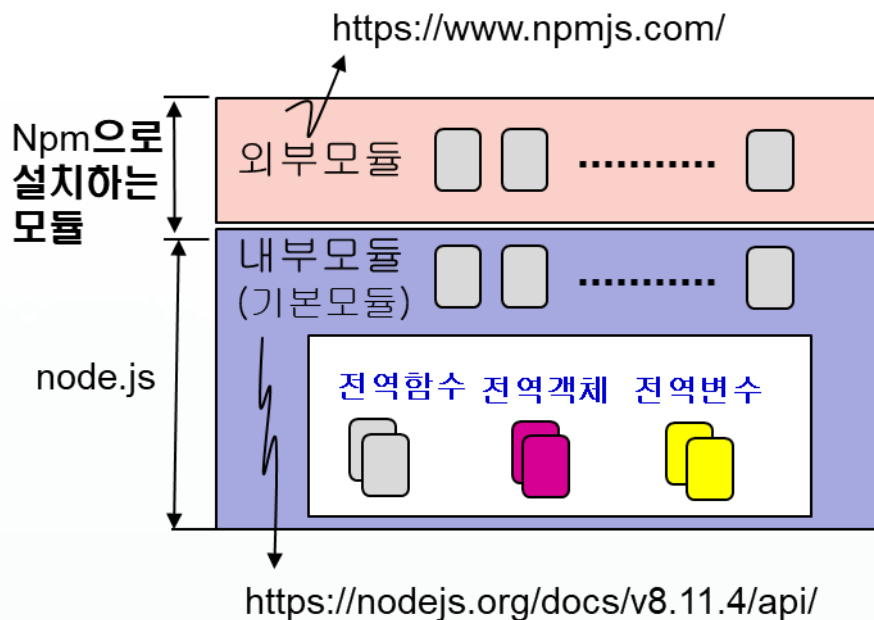 https://www.npmjs.com/
Npm으로
설치하는
모듈
외부모듈
...........
내부모듈
(기본모듈)
...........
node.js
전역함수 전역객체 전역변수
https://nodejs.org/docs/v8.11.4/api/